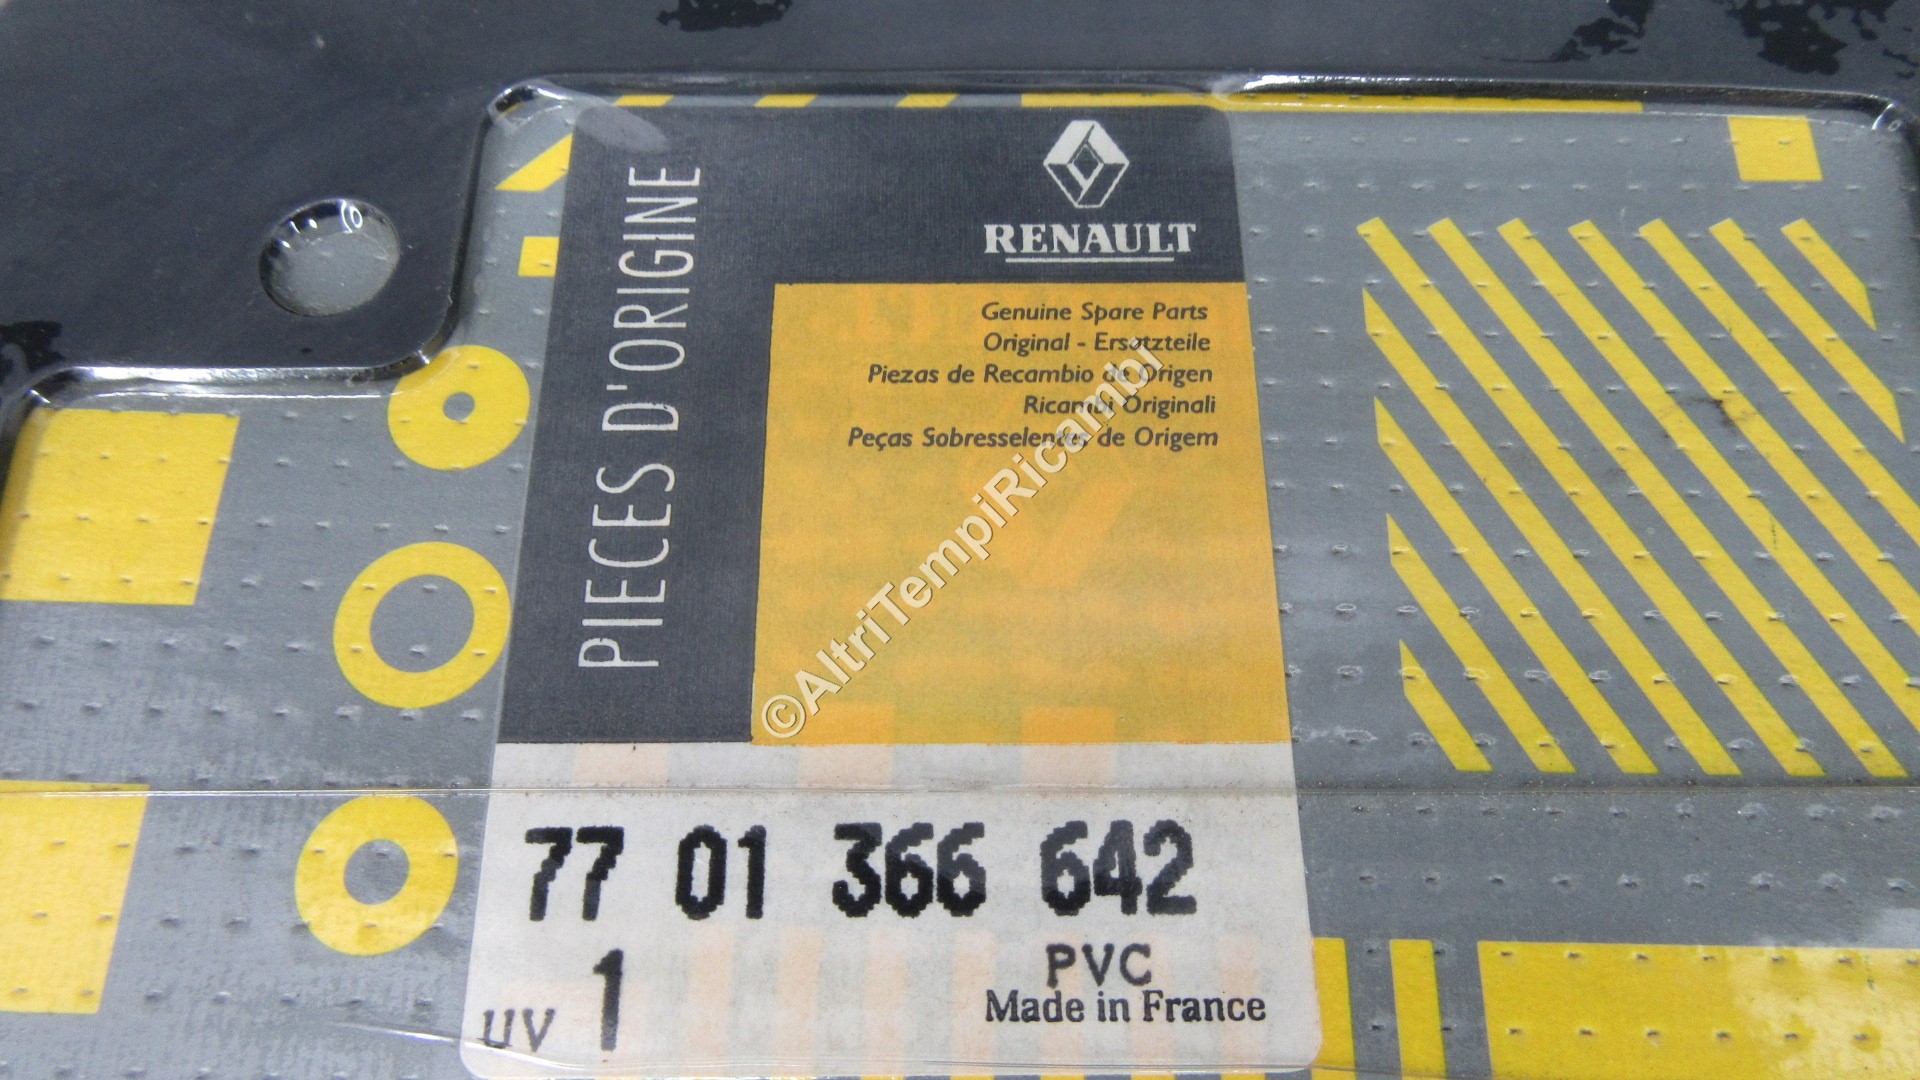 PIECES D'ORIGINE
RENAULT
Genuine Spare Parts
Original - Ersatzteile
Piezas de Recambio de Origen
Ricambi Originali
Peças Sobresselentes de Origem
©AltriTempiRicambi
77 01 366 642
UV 1
PVC
Made in France